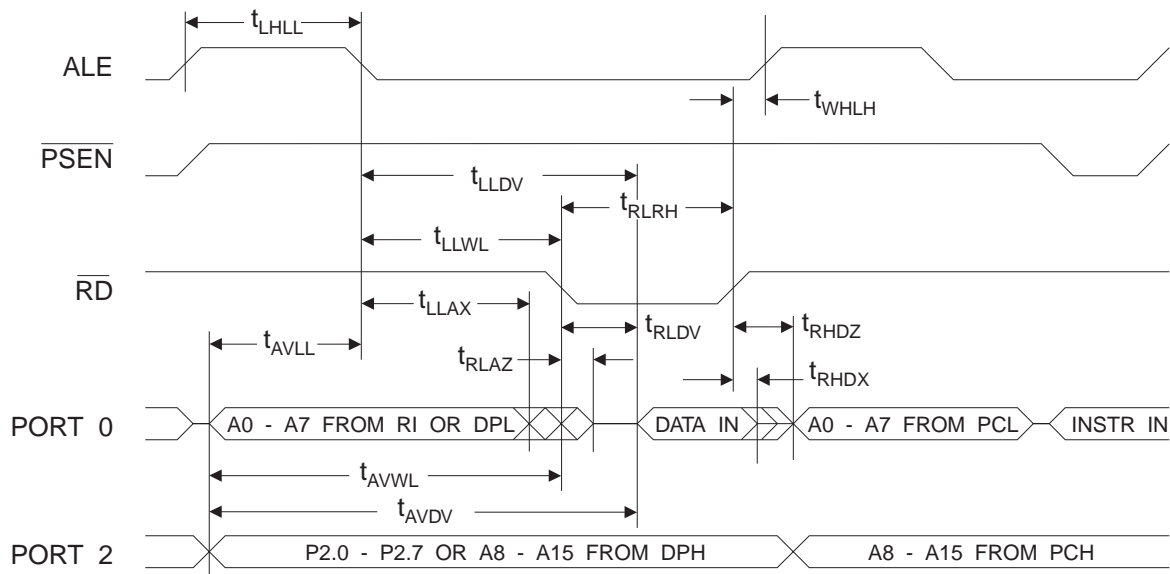 tLHLL
ALE
tWHLH
PSEN
tLLDV
tRLRH
tLLWL
RD
tLLAX
tRLDV
tRHDZ
tAVLL
tRLAZ
tRHDX
PORT 0
A0 - A7 FROM RI OR DPL
DATA IN
A0 - A7 FROM PCL
INSTR IN
tAVWL
tAVDV
PORT 2
P2.0 - P2.7 OR A8 - A15 FROM DPH
A8 - A15 FROM PCH